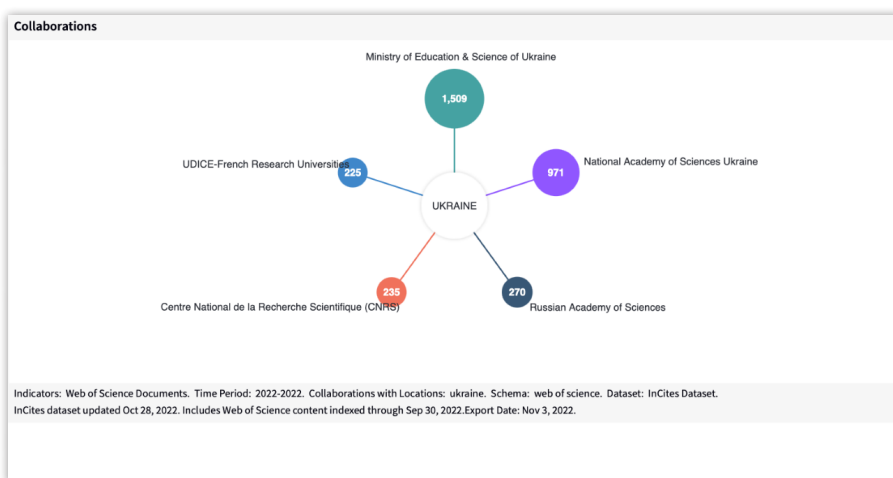 Collaborations
Ministry of Education & Science of Ukraine
1,509
UDICE-French Research Universities
225
National Academy of Sciences Ukraine
971
UKRAINE
235
Centre National de la Recherche Scientifique (CNRS)
270
Russian Academy of Sciences
Indicators: Web of Science Documents. Time Period: 2022-2022. Collaborations with Locations: ukraine. Schema: web of science. Dataset: InCites Dataset.
InCites dataset updated Oct 28, 2022. Includes Web of Science content indexed through Sep 30, 2022.Export Date: Nov 3, 2022.